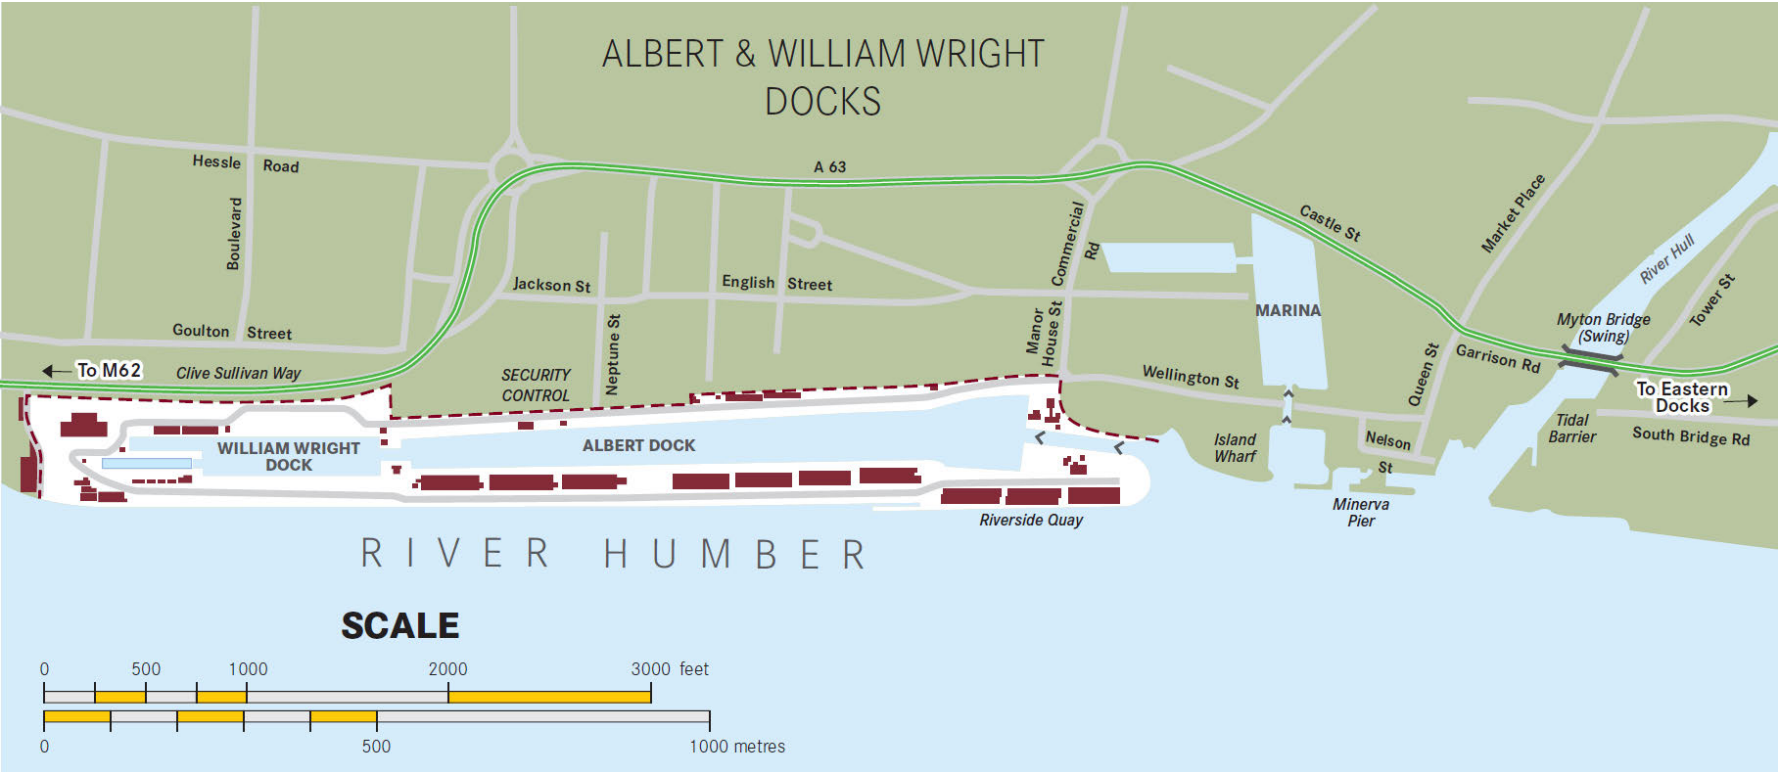 ALBERT & WILLIAM WRIGHT
DOCKS
Hessle Road
A 63
Boulevard
Commercial
Rd
Castle St
Market Place
River Hull
Tower St
Jackson St
English Street
MARINA
Goulton Street
Neptune St
Manor
House St
Myton Bridge
(Swing)
Garrison Rd
Queen St
To M62
Clive Sullivan Way
SECURITY
CONTROL
Wellington St
To Eastern
Docks
WILLIAM WRIGHT
DOCK
ALBERT DOCK
Island
Wharf
Nelson
St
Tidal
Barrier
South Bridge Rd
Riverside Quay
Minerva
Pier
RIVER HUMBER
SCALE
0 500 1000 2000 3000 feet
0 500 1000 metres